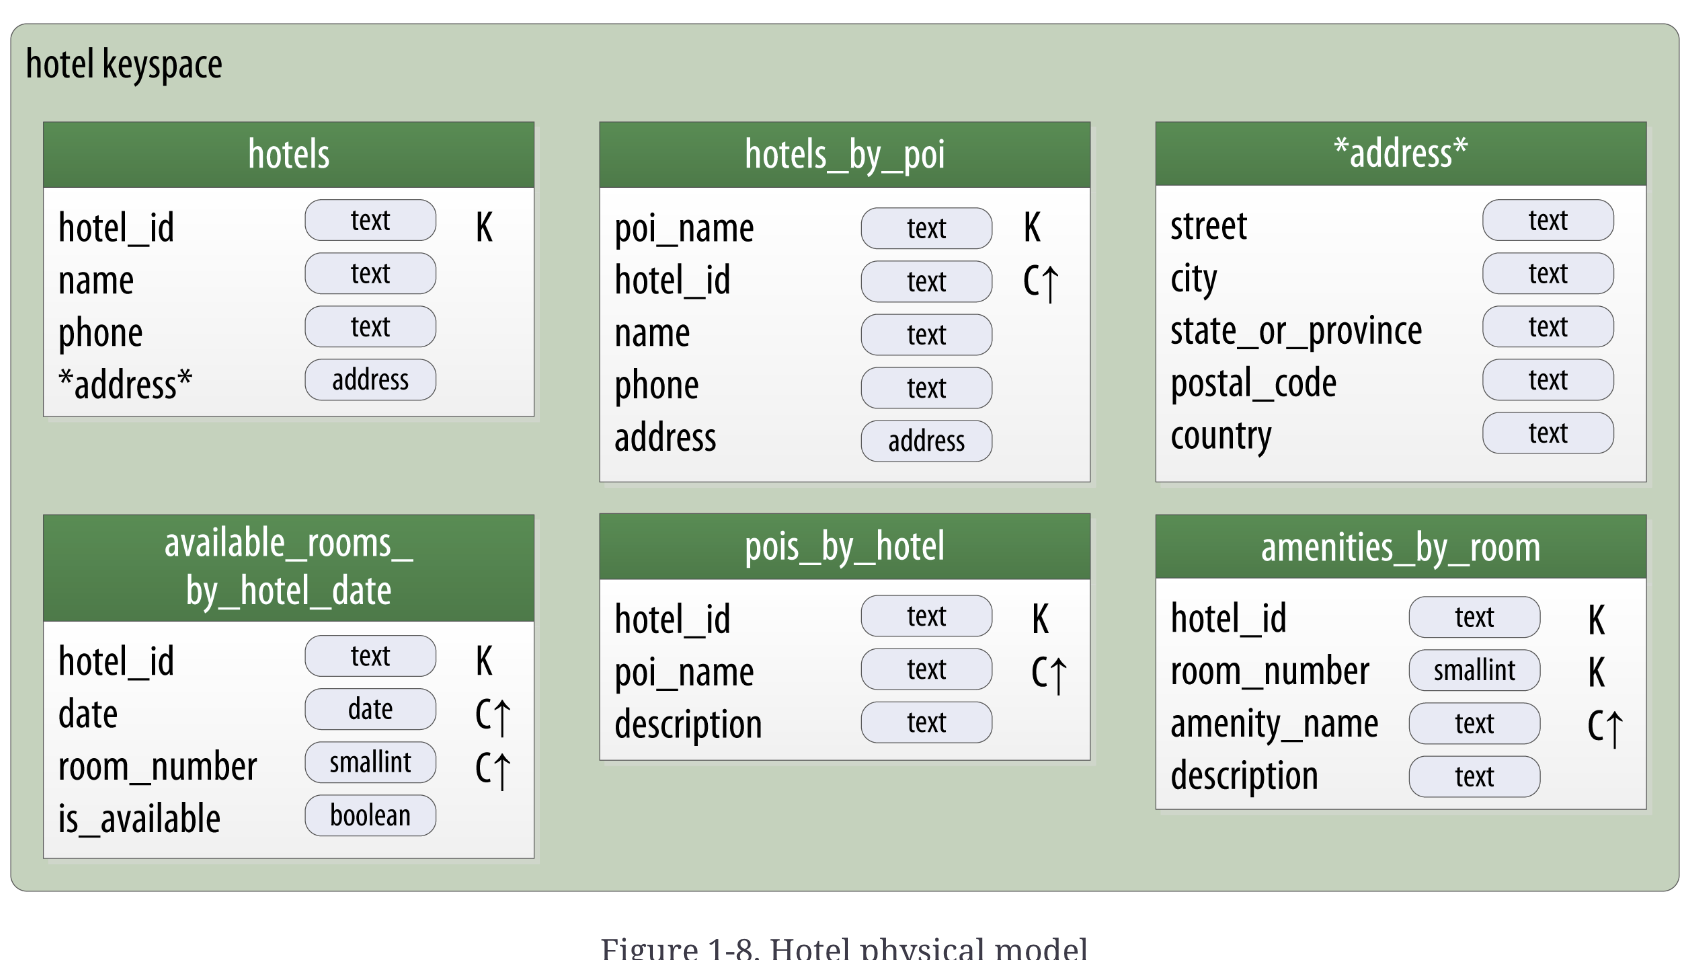 hotel keyspace
hotels
hotel_id text K
name text
phone text
*address* address
hotels_by_poi
poi_name text K
hotel_id text C↑
name text
phone text
address address
*address*
street text
city text
state_or_province text
postal_code text
country text
available_rooms_
by_hotel_date
hotel_id text K
date date C↑
room_number smallint C↑
is_available boolean
pois_by_hotel
hotel_id text K
poi_name text C↑
description text
amenities_by_room
hotel_id text K
room_number smallint K
amenity_name text C↑
description text
Figure 1-8. Hotel physical model